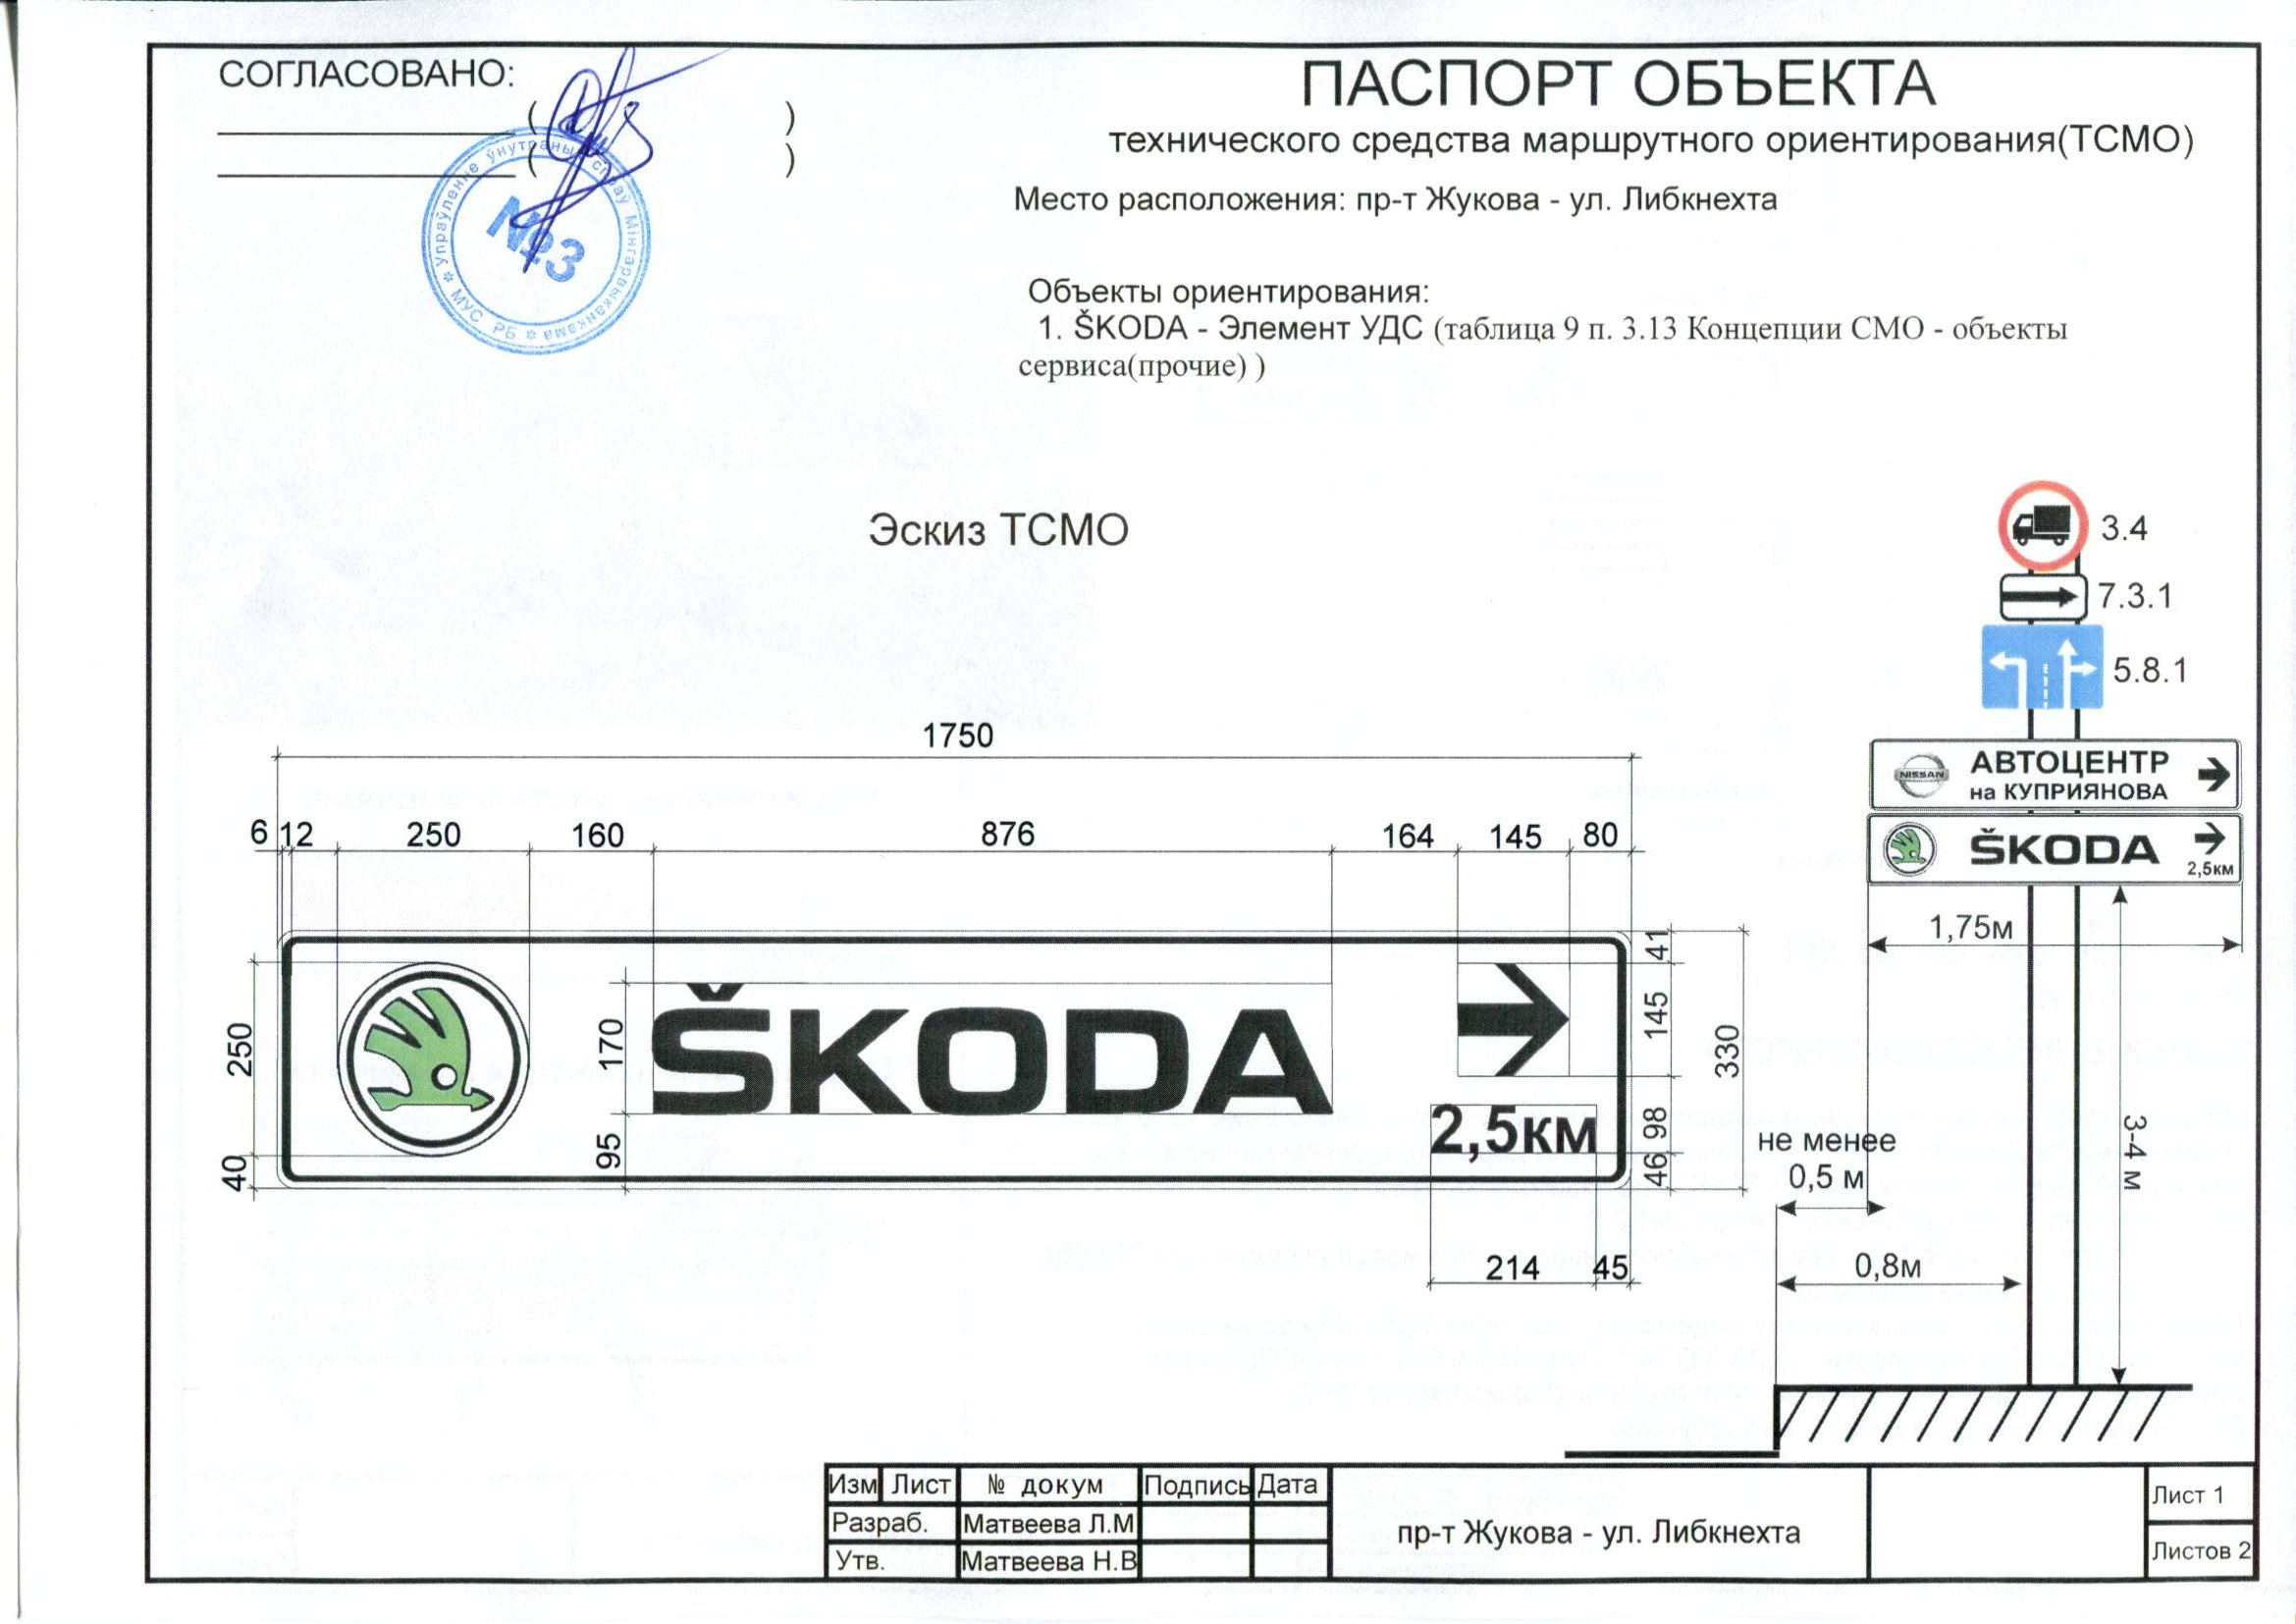 СОГЛАСОВАНО:
( )
( )
Упраўленне ўнутраных спраў Мінгарвыканкама * МУС РБ *
№3
ПАСПОРТ ОБЪЕКТА
технического средства маршрутного ориентирования(ТСМО)
Место расположения: пр-т Жукова - ул. Либкнехта
Объекты ориентирования:
1. ŠKODA - Элемент УДС (таблица 9 п. 3.13 Концепции СМО - объекты
сервиса(прочие) )
Эскиз ТСМО
3.4
7.3.1
5.8.1
NISSAN
АВТОЦЕНТР
на КУПРИЯНОВА
ŠKODA
2,5км
1,75м
3-4 м
не менее
0,5 м
0,8м
1750
6 12 250 160 876 164 145 80
250
40
170
95
ŠKODA
2,5км
41
145
98
46
330
214 45
Изм Лист № докум Подпись Дата
Разраб. Матвеева Л.М
Утв. Матвеева Н.В
пр-т Жукова - ул. Либкнехта
Лист 1
Листов 2